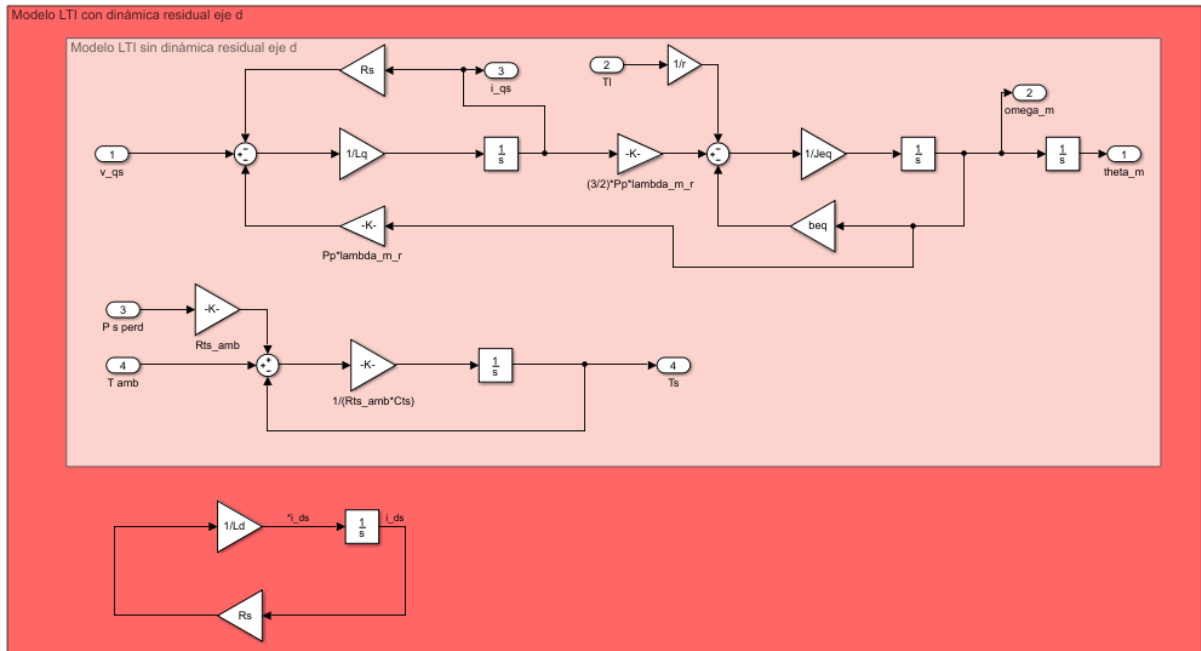 Modelo LTI con dinámica residual eje d
Modelo LTI sin dinámica residual eje d
Rs
3
i_qs
2
Tl
1/r
2
omega_m
1
v_qs
1/Lq
1
s
-K-
(3/2)*Pp*lambda_m_r
1/Jeq
1
s
1
s
1
theta_m
-K-
Pp*lambda_m_r
beq
3
P s perd
-K-
Rts_amb
4
T amb
-K-
1/(Rts_amb*Cts)
1
s
4
Ts
1/Ld
*i_ds
1
s
i_ds
Rs